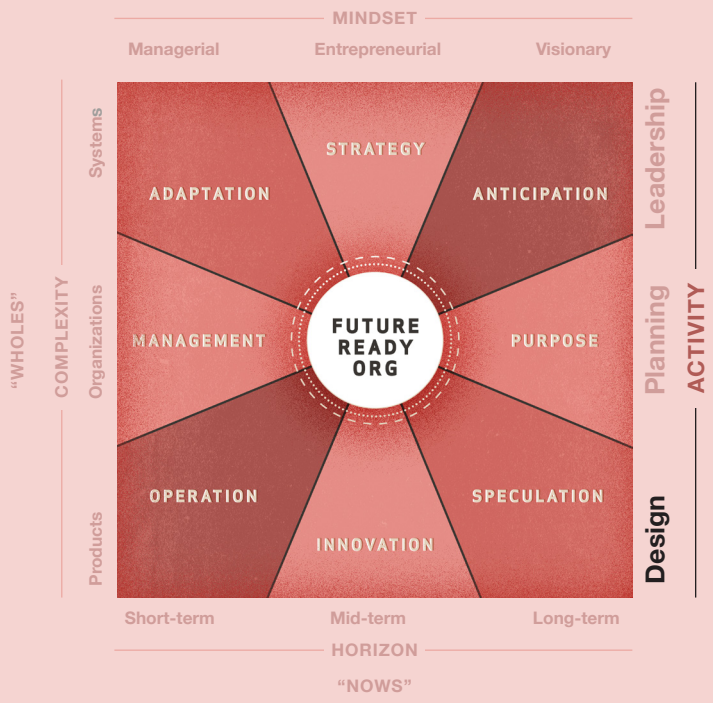 MINDSET
Managerial
Entrepreneurial
Visionary
Systems
Organizations
Products
COMPLEXITY
“WHOLES”
STRATEGY
ADAPTATION
ANTICIPATION
MANAGEMENT
FUTURE
READY
ORG
PURPOSE
OPERATION
SPECULATION
INNOVATION
Leadership
Planning
Design
ACTIVITY
Short-term
Mid-term
Long-term
HORIZON
“NOWS”